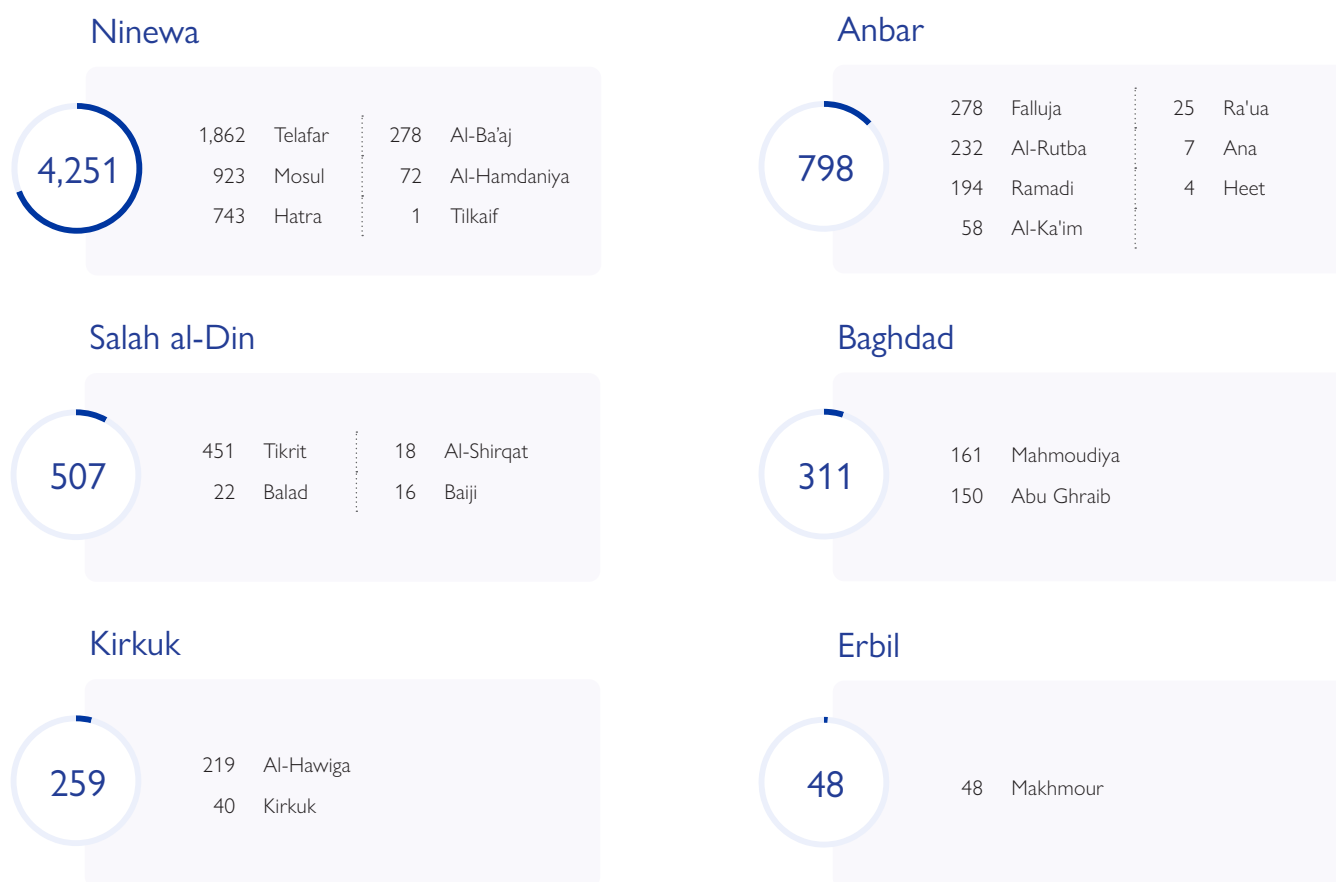 Ninewa
4,251
1,862 Telafar
923 Mosul
743 Hatra
278 Al-Ba’aj
72 Al-Hamdaniya
1 Tilkaif
Anbar
798
278 Falluja
232 Al-Rutba
194 Ramadi
58 Al-Ka'im
25 Ra'ua
7 Ana
4 Heet
Salah al-Din
507
451 Tikrit
22 Balad
18 Al-Shirqat
16 Baiji
Baghdad
311
161 Mahmoudiya
150 Abu Ghraib
Kirkuk
259
219 Al-Hawiga
40 Kirkuk
Erbil
48
48 Makhmour